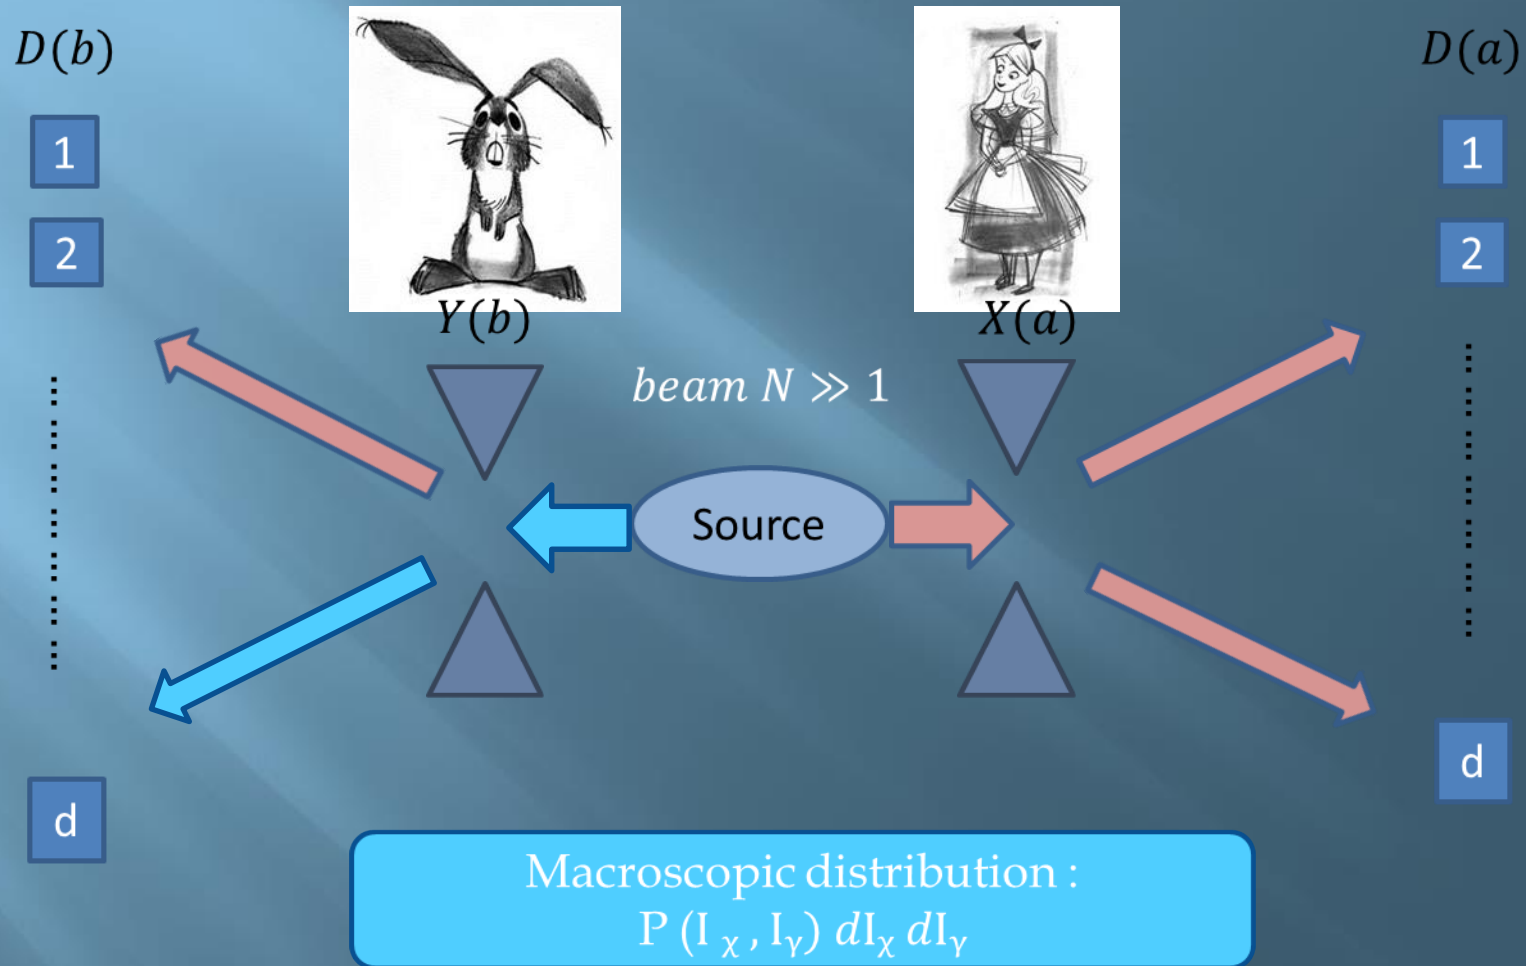 D(b)
D(a)
1
1
2
2
Y(b)
X(a)
beam N ≫ 1
Source
d
d
Macroscopic distribution :
P (I χ , Iγ) dIχ dIγ